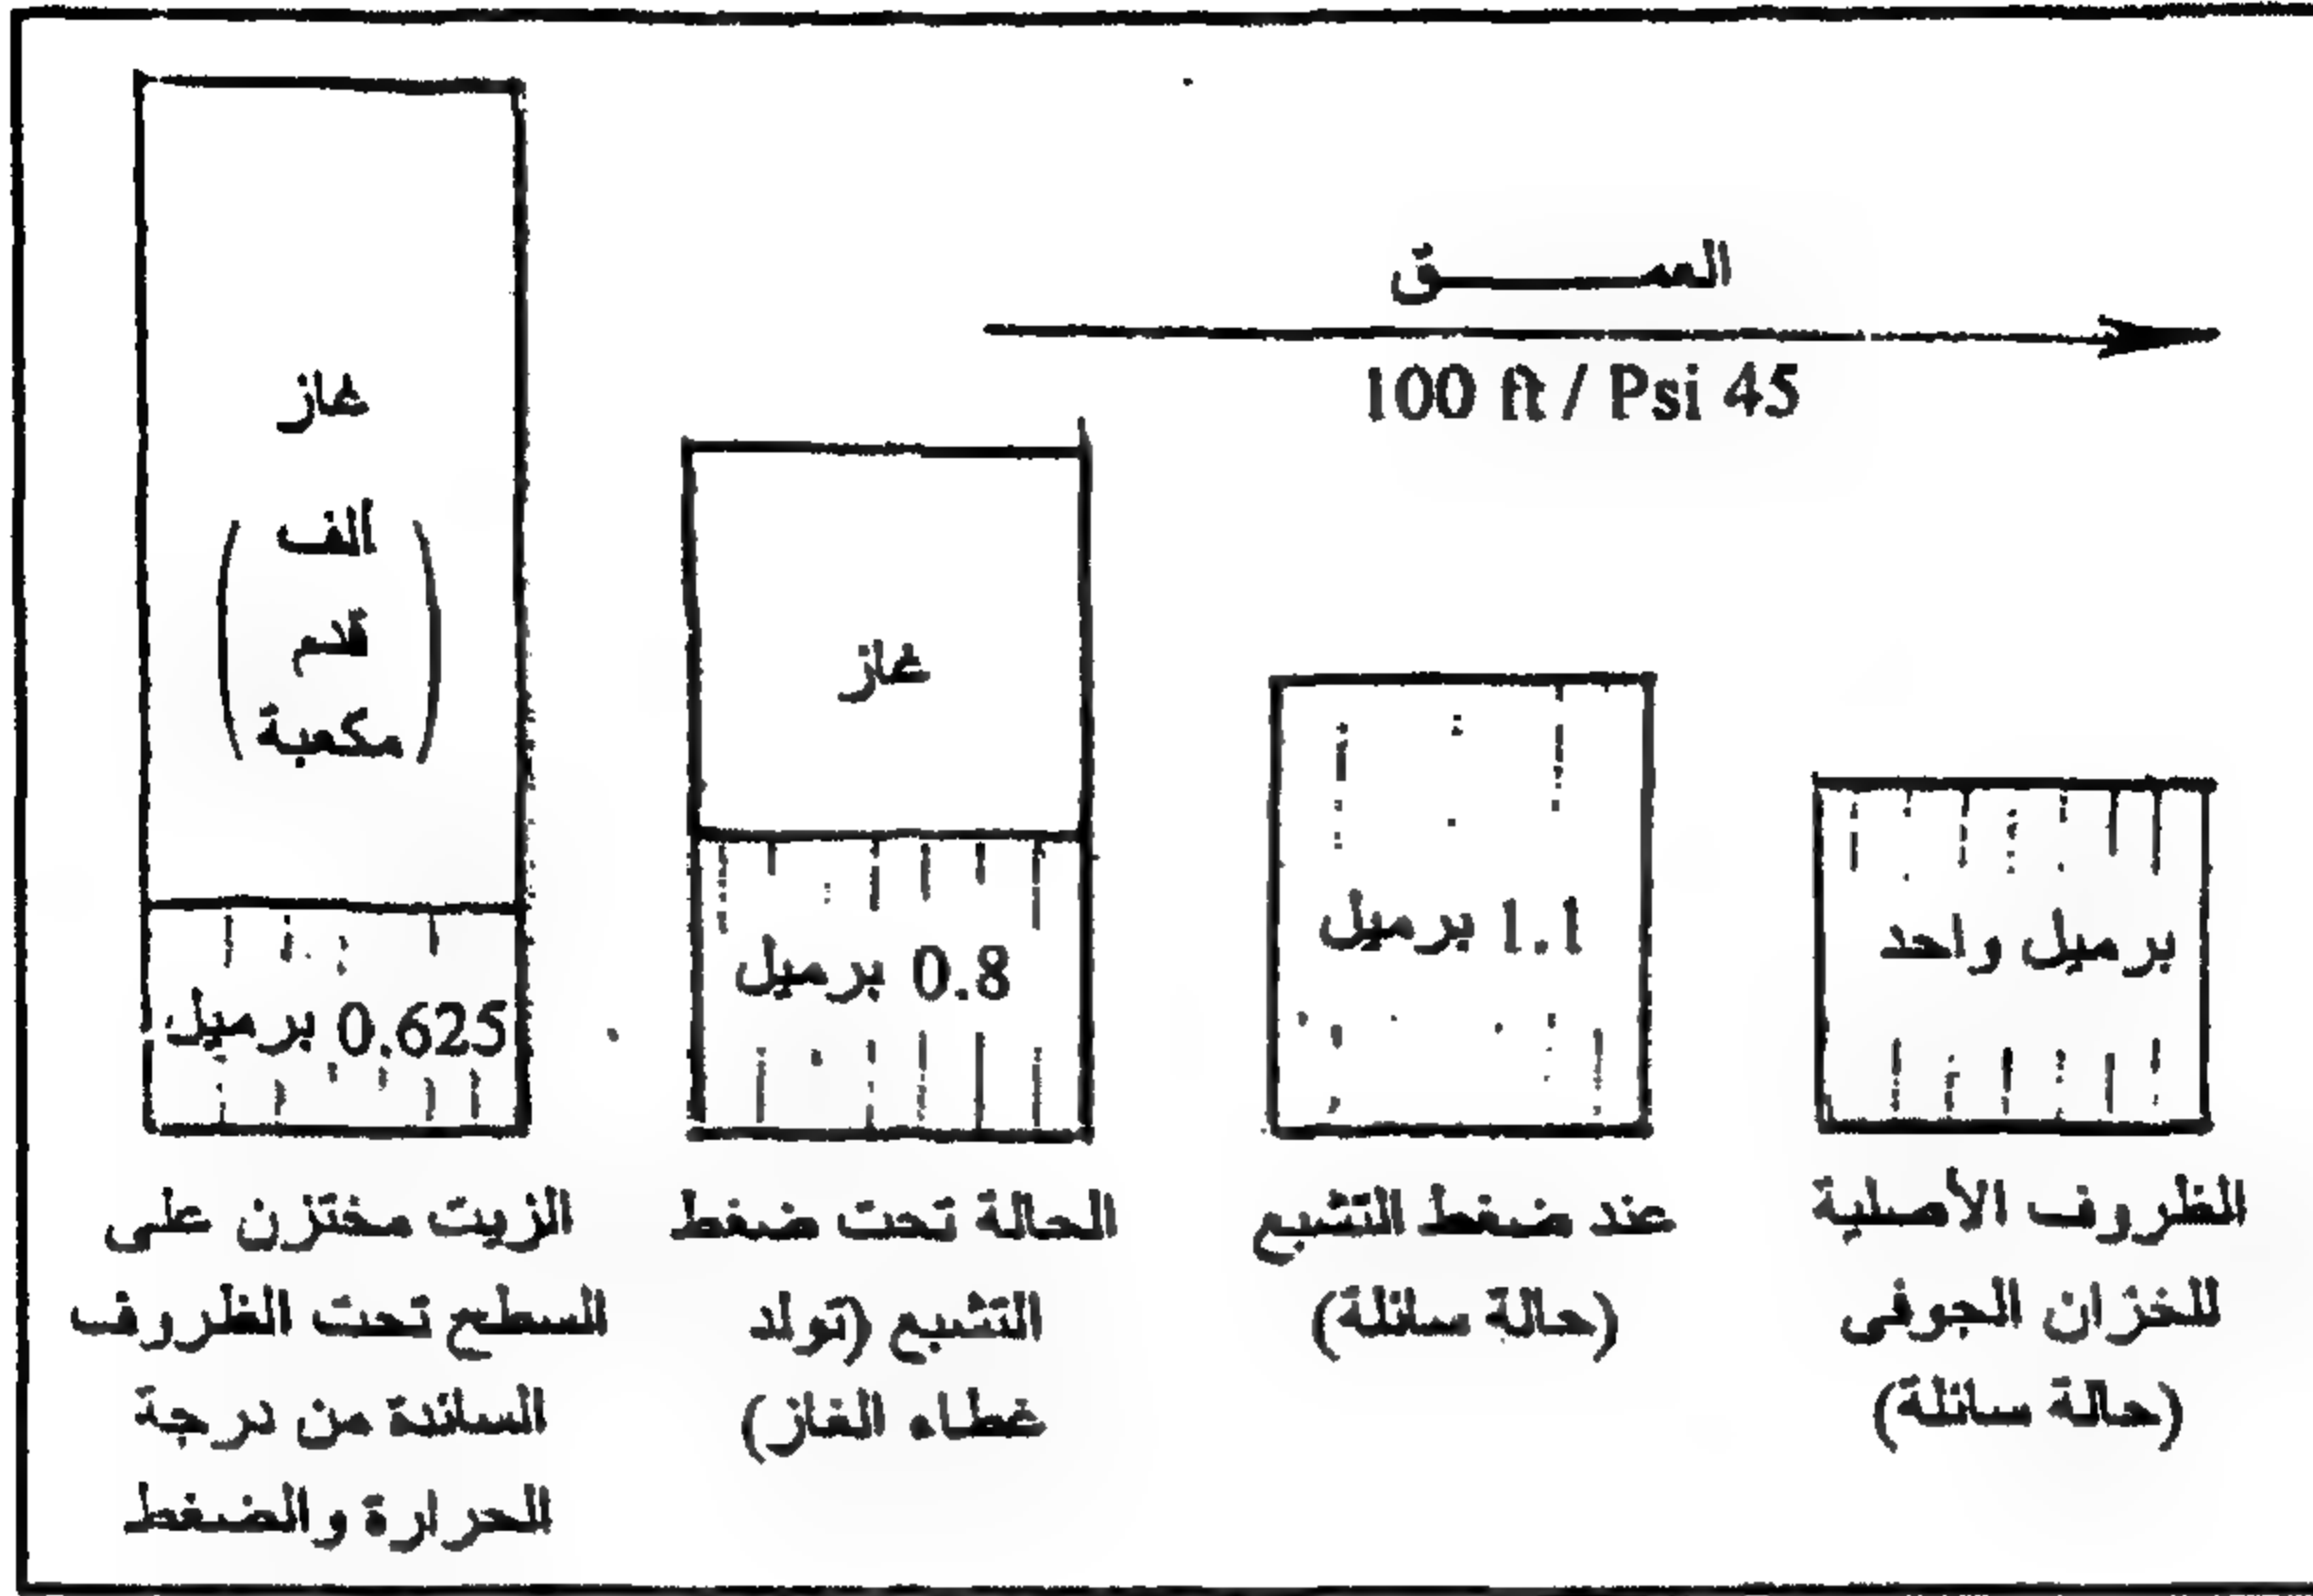 العمق
100 ft / Psi 45
برميل واحد
1.1 برميل
غاز
0.8 برميل
غاز
(ألف
قدم
مكعبة)
0.625 برميل
الظروف الأصلية
للخزان الجوفى
(حالة سائلة)
عند ضغط التشبع
(حالة سائلة)
الحالة تحت ضغط
التشبع (تولد
غطاء الغاز)
الزيت مختزن على
السطح تحت الظروف
السائدة من درجة
الحرارة والضغط